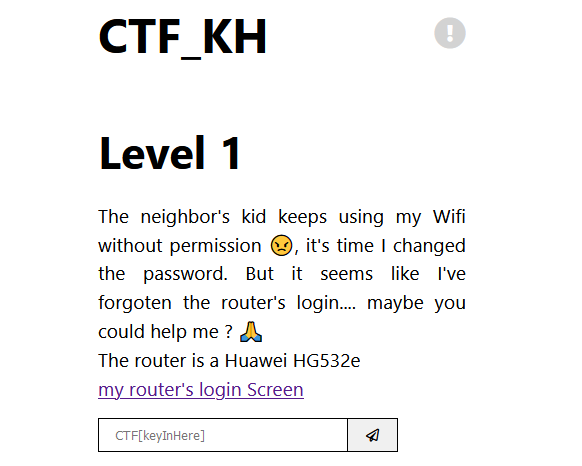 CTF_KH
Level 1
The neighbor's kid keeps using my Wifi
without permission 😠, it's time I changed
the password. But it seems like I've
forgoten the router's login.... maybe you
could help me ? 🙏
The router is a Huawei HG532e
my router's login Screen
CTF[keyInHere]